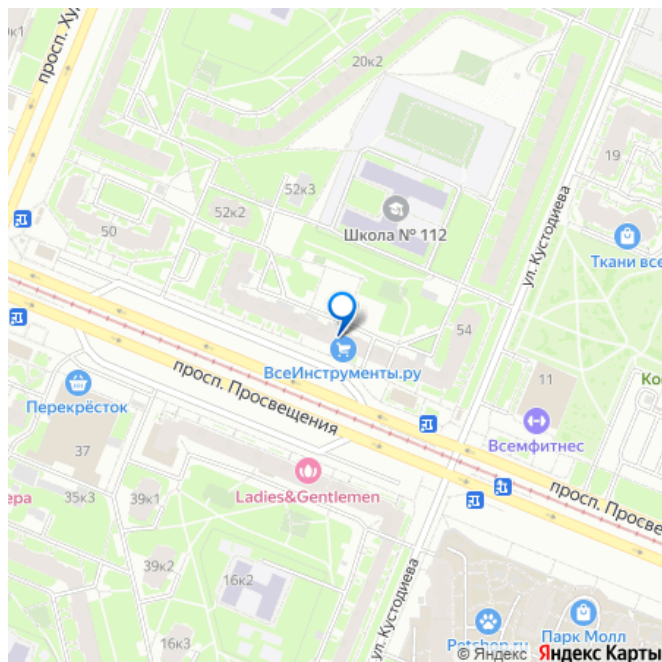 к1
просп. Ху
20к2
19
52к3
52к2
50
Школа № 112
ул. Кустодиева
Ткани все
54
ВсеИнструменты.ру
просп. Просвещения
11
Ко
Перекрёсток
Всемфитнес
37
Ladies&Gentlemen
ера
35к3
39к1
просп. Просве
39к2
16к2
ул. Кустодиева
16к3
Petshop.ru
Парк Молл
© Яндекс Яндекс Карты